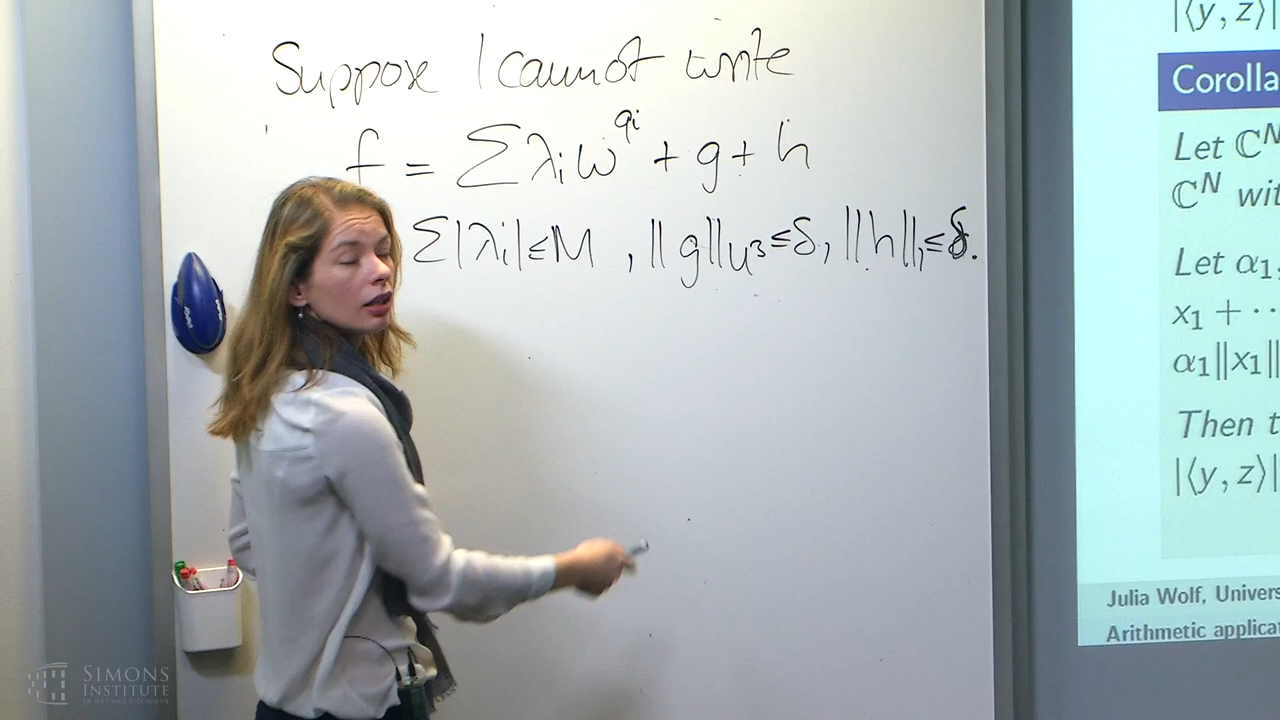 Suppose I cannot write
f = Σ λᵢ ω^qi + g + h
Σ|λᵢ| ≤ M , ‖g‖u³ ≤ δ, ‖h‖₁ ≤ δ.
|⟨y, z⟩|
Corolla
Let ℂᴺ
ℂᴺ wit
Let α₁,
x₁ + ··
α₁‖x₁‖
Then t
|⟨y, z⟩|
Julia Wolf, Univers
Arithmetic applicat
SIMONS
INSTITUTE